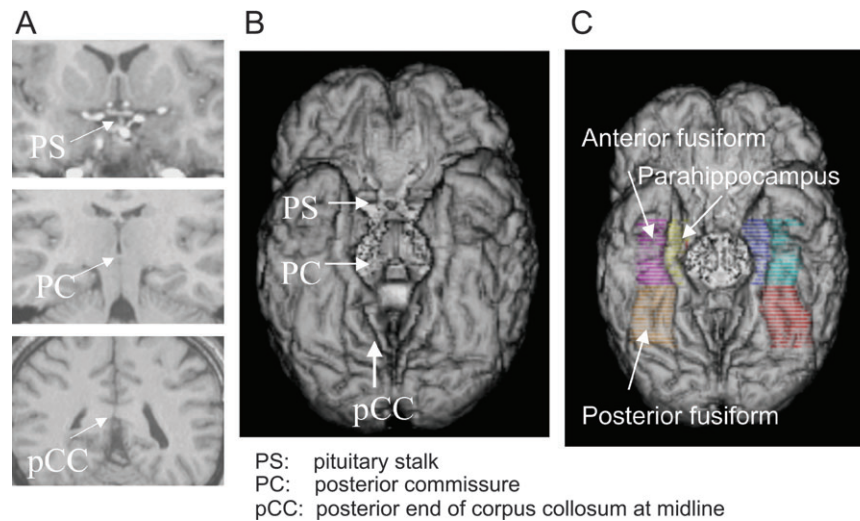 A
PS
PC
pCC
B
PS
PC
pCC
C
Anterior fusiform
Parahippocampus
Posterior fusiform
PS: pituitary stalk
PC: posterior commissure
pCC: posterior end of corpus collosum at midline